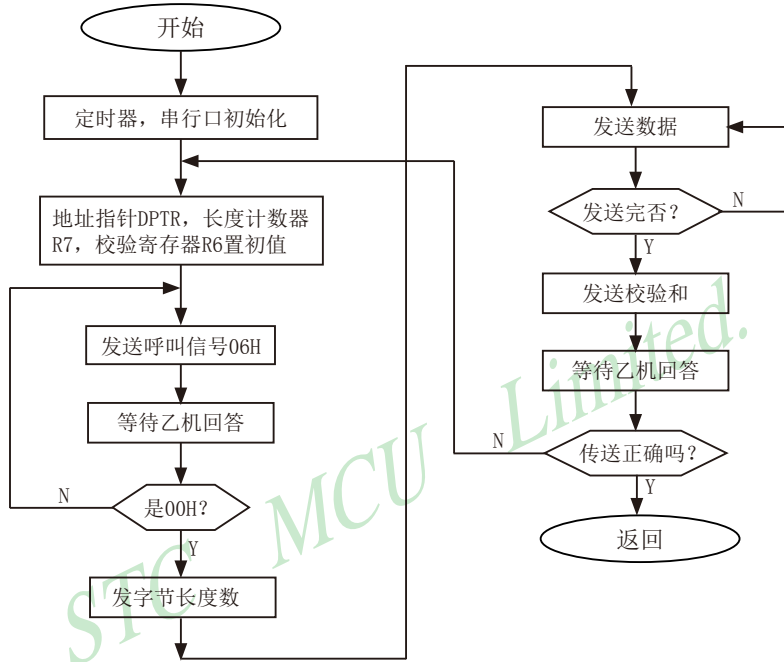 开始
定时器，串行口初始化
地址指针DPTR，长度计数器
R7，校验寄存器R6置初值
发送呼叫信号06H
等待乙机回答
是00H？
N
Y
发字节长度数
发送数据
发送完否？
N
Y
发送校验和
等待乙机回答
传送正确吗？
N
Y
返回
STC MCU Limited.